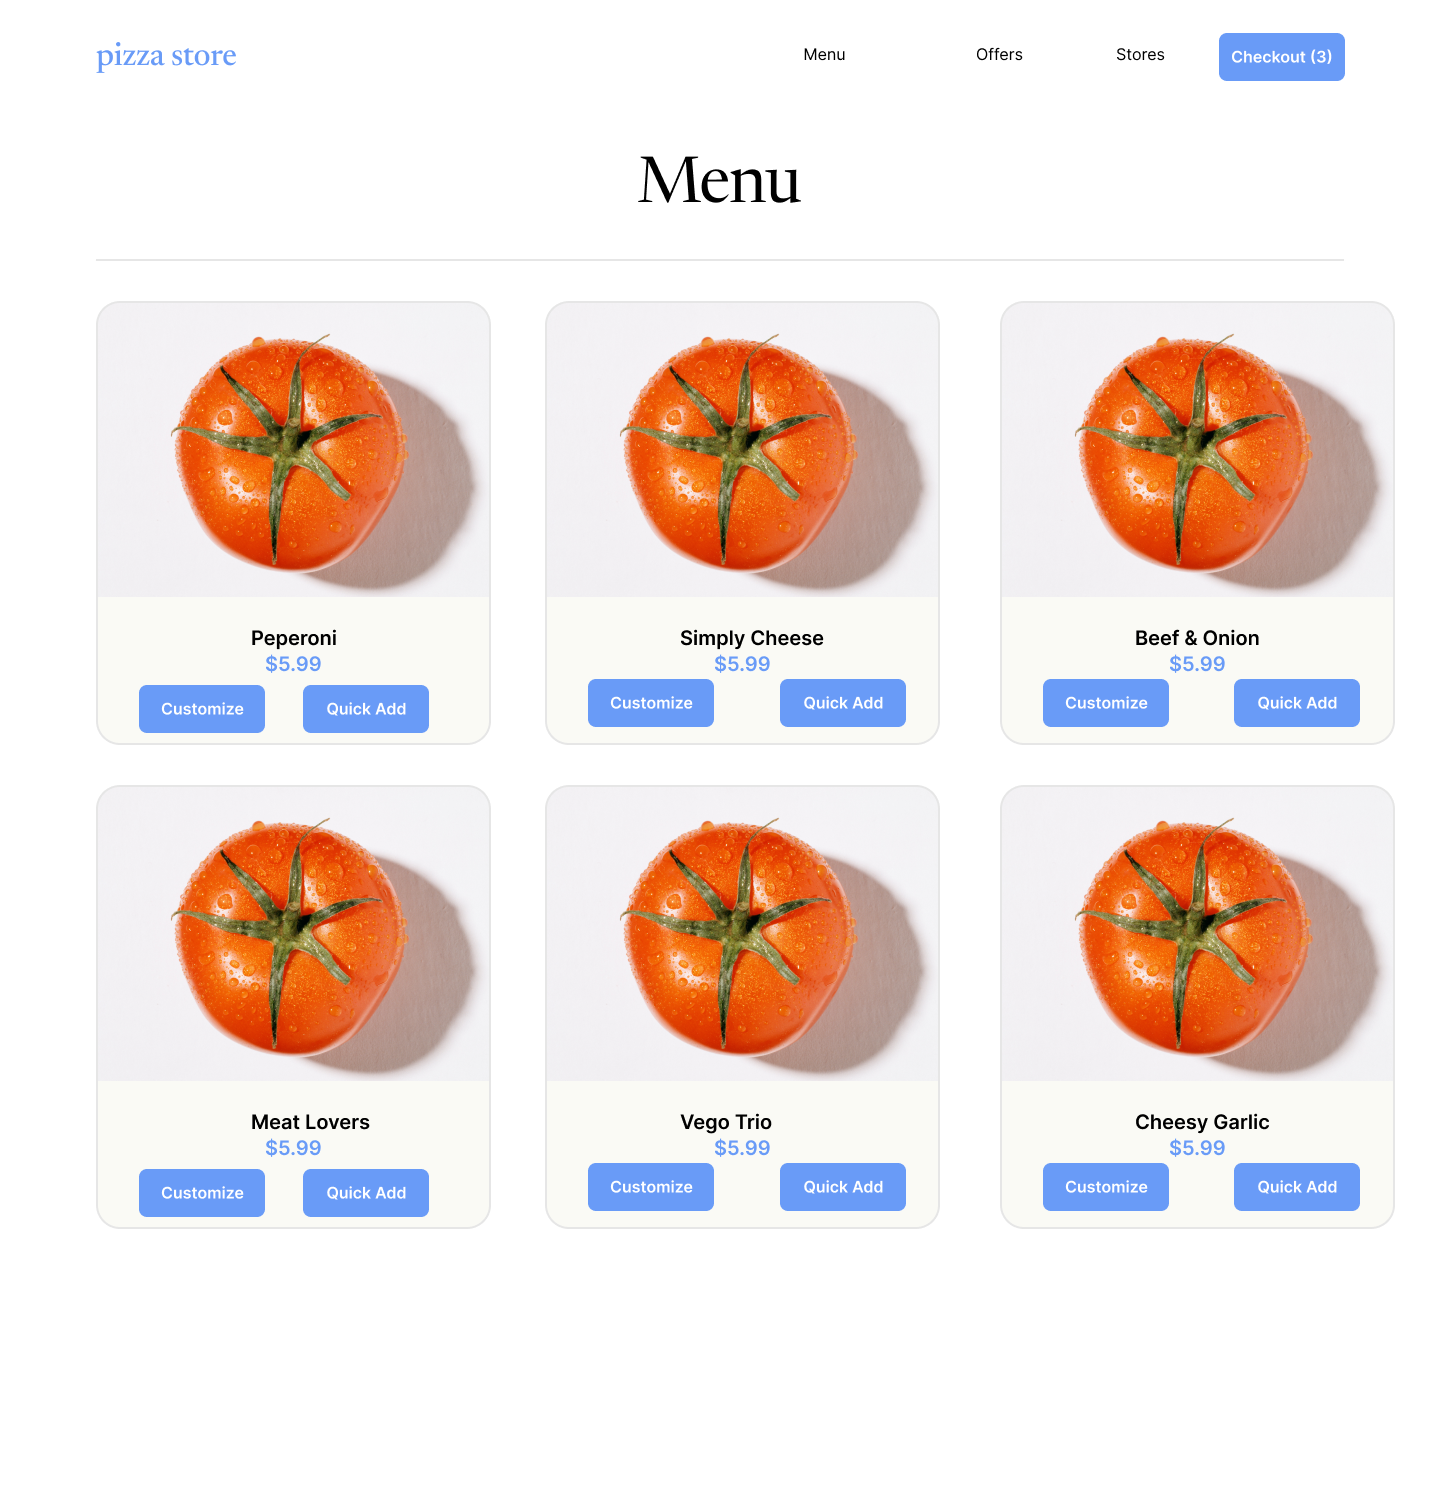 pizza store
Menu Offers Stores Checkout (3)
Menu
Peperoni
$5.99
Customize Quick Add
Simply Cheese
$5.99
Customize Quick Add
Beef & Onion
$5.99
Customize Quick Add
Meat Lovers
$5.99
Customize Quick Add
Vego Trio
$5.99
Customize Quick Add
Cheesy Garlic
$5.99
Customize Quick Add